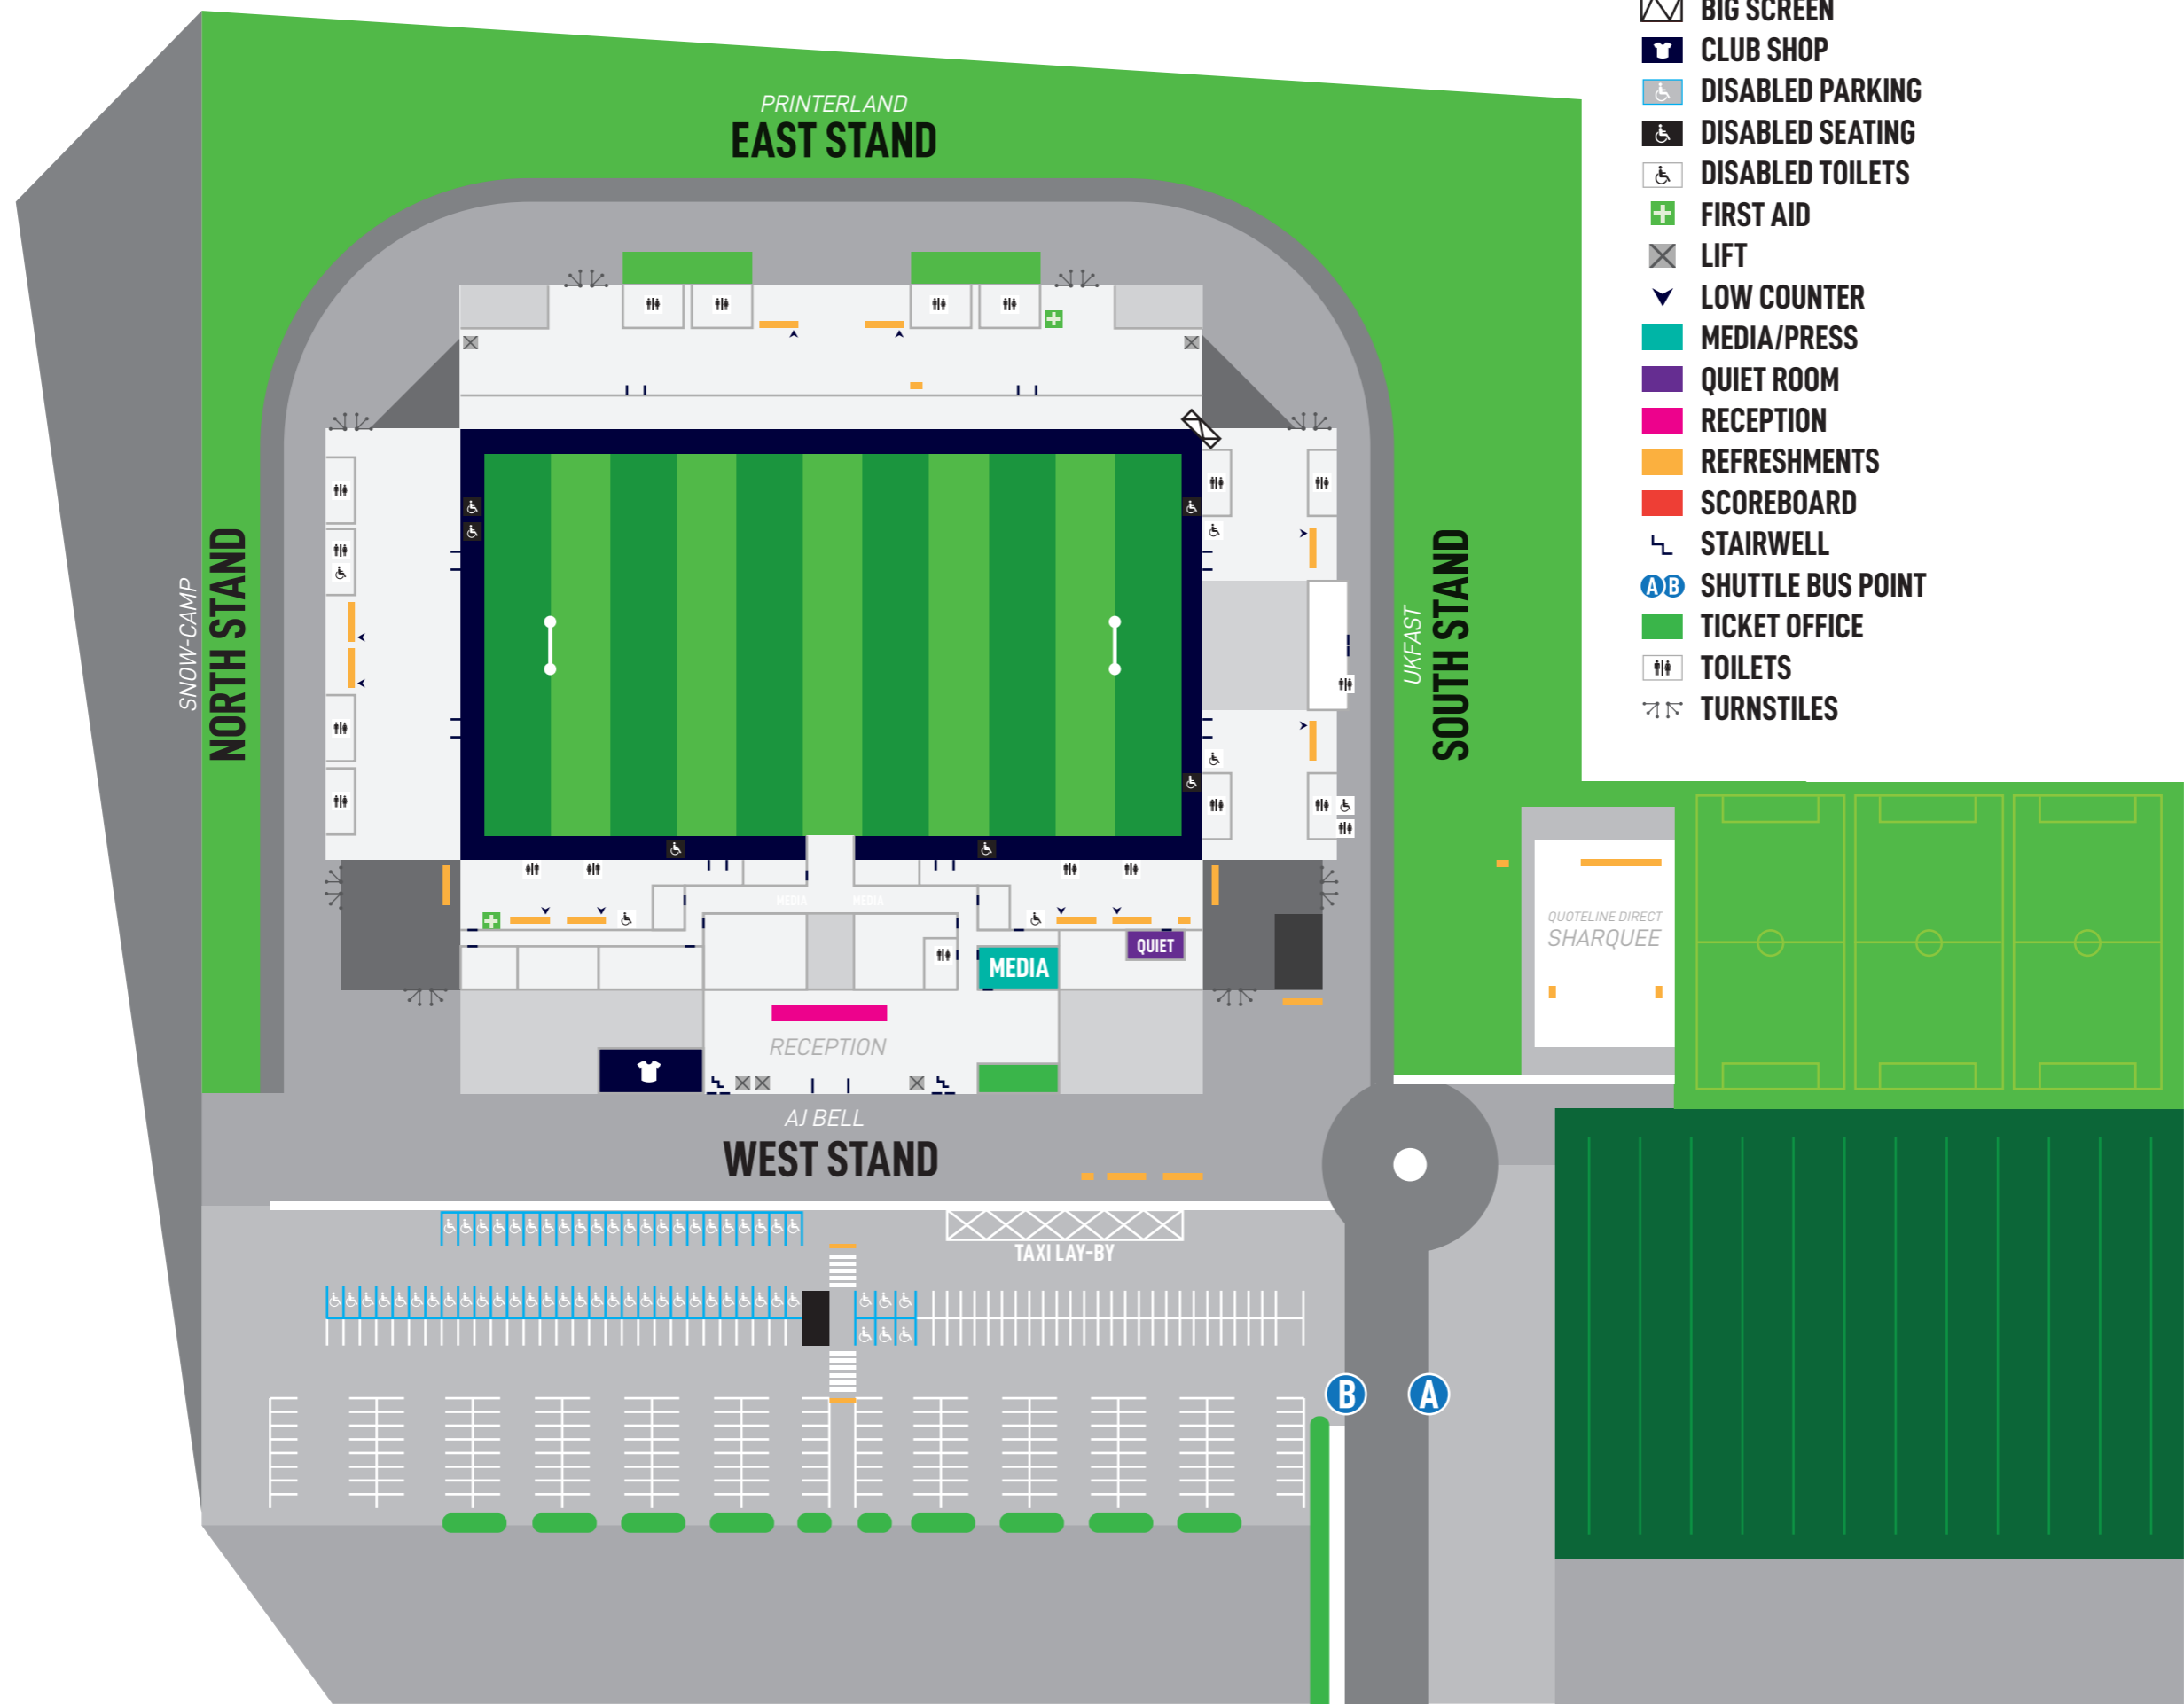 BIG SCREEN
CLUB SHOP
DISABLED PARKING
DISABLED SEATING
DISABLED TOILETS
FIRST AID
LIFT
LOW COUNTER
MEDIA/PRESS
QUIET ROOM
RECEPTION
REFRESHMENTS
SCOREBOARD
STAIRWELL
A B SHUTTLE BUS POINT
TICKET OFFICE
TOILETS
TURNSTILES
PRINTERLAND
EAST STAND
SNOW-CAMP
NORTH STAND
UKFAST
SOUTH STAND
MEDIA MEDIA
QUIET
MEDIA
RECEPTION
AJ BELL
WEST STAND
QUOTELINE DIRECT
SHARQUEE
TAXI LAY-BY
B A